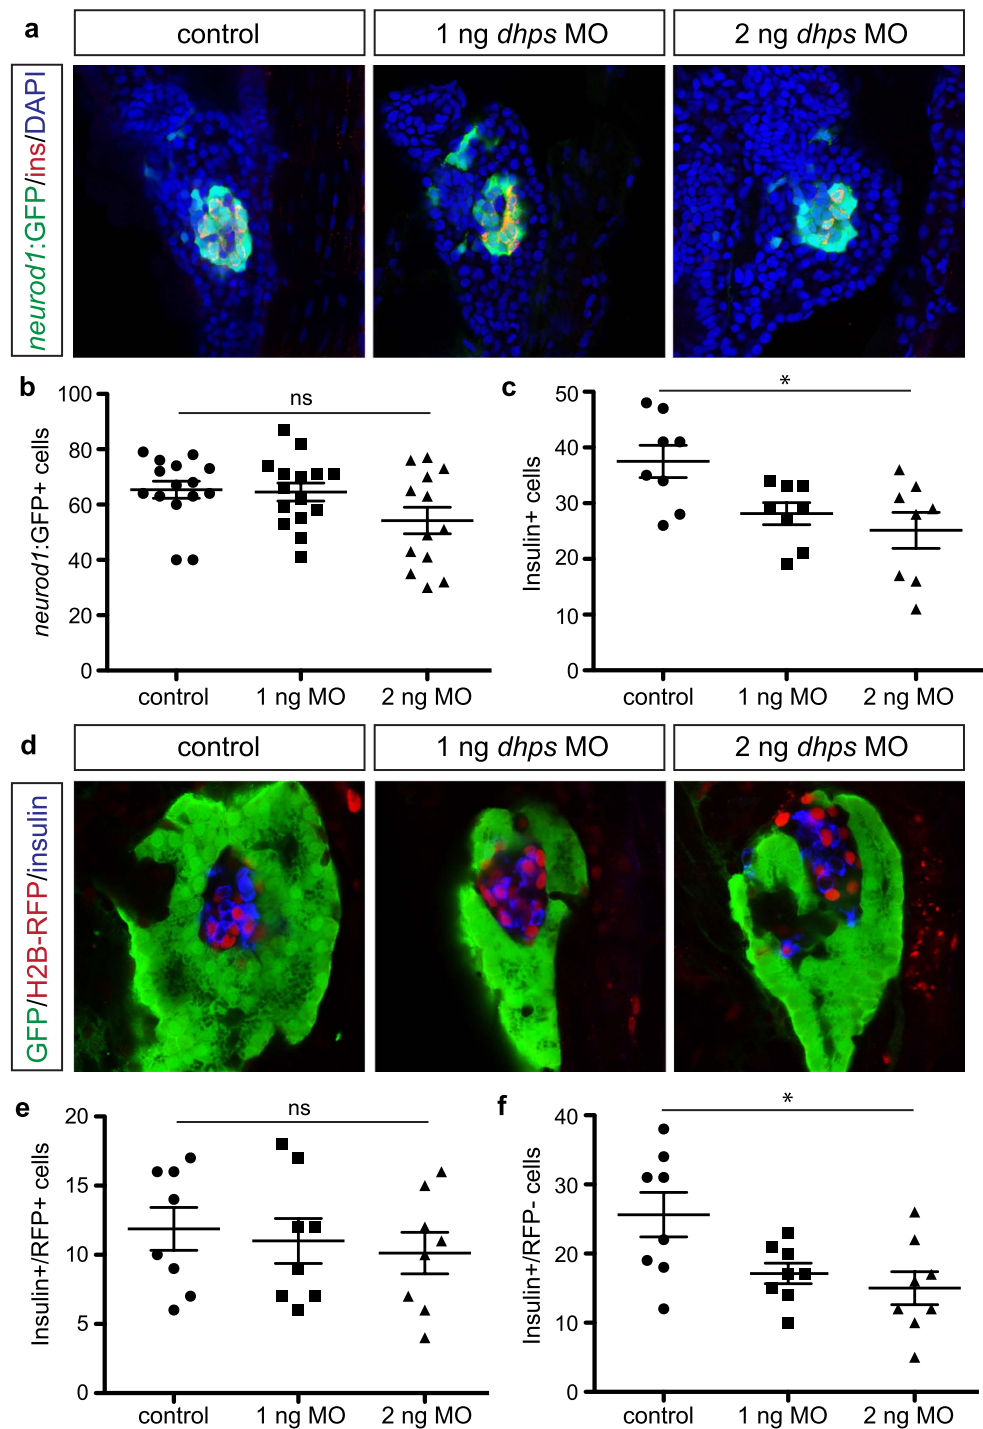 a
control
1 ng dhps MO
2 ng dhps MO
neurod1:GFP/ins/DAPI
b
ns
neurod1:GFP+ cells
100
80
60
40
20
0
control
1 ng MO
2 ng MO
c
*
Insulin+ cells
50
40
30
20
10
0
control
1 ng MO
2 ng MO
d
control
1 ng dhps MO
2 ng dhps MO
GFP/H2B-RFP/insulin
e
ns
Insulin+/RFP+ cells
20
15
10
5
0
control
1 ng MO
2 ng MO
f
*
Insulin+/RFP- cells
40
30
20
10
0
control
1 ng MO
2 ng MO